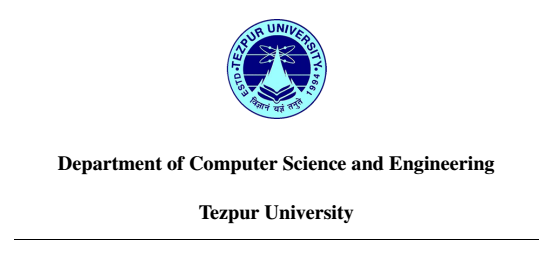 TEZPUR UNIVERSITY
ESTD. 1994
विज्ञानं यज्ञं तनुते
Department of Computer Science and Engineering
Tezpur University